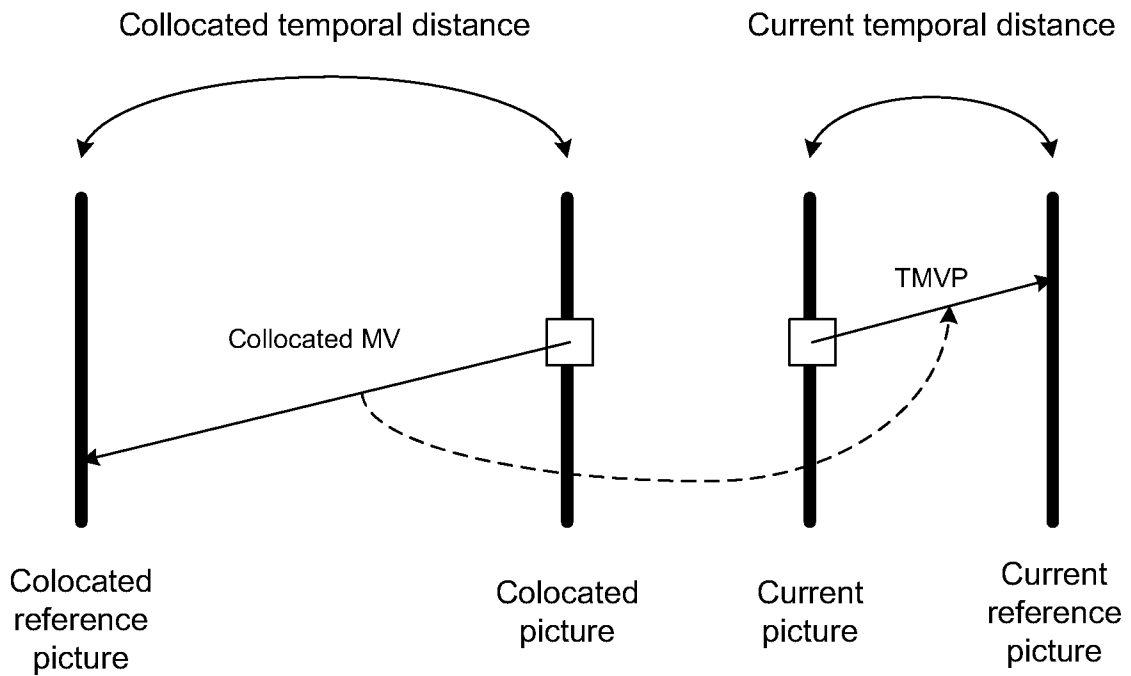 Collocated temporal distance
Current temporal distance
TMVP
Collocated MV
Colocated
reference
picture
Colocated
picture
Current
picture
Current
reference
picture